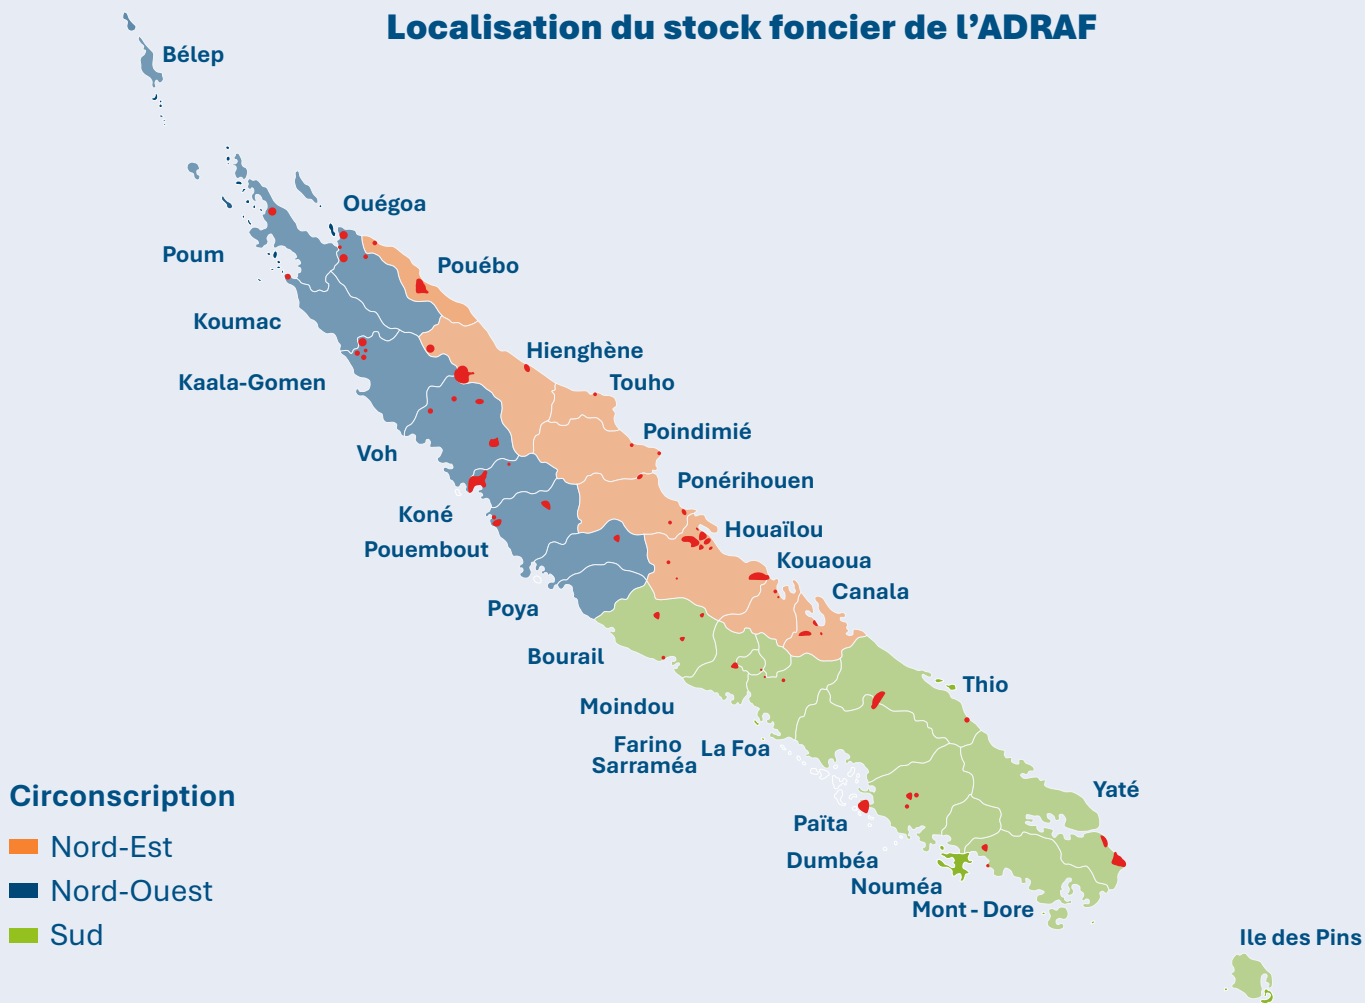 Localisation du stock foncier de l’ADRAF
Bélep
Ouégoa
Poum
Pouébo
Koumac
Hienghène
Kaala-Gomen
Touho
Poindimié
Voh
Ponérihouen
Koné
Houaïlou
Pouembout
Kouaoua
Canala
Poya
Bourail
Thio
Moindou
Farino
La Foa
Sarraméa
Yaté
Circonscription
Païta
Nord-Est
Dumbéa
Nouméa
Nord-Ouest
Mont-Dore
Sud
Ile des Pins